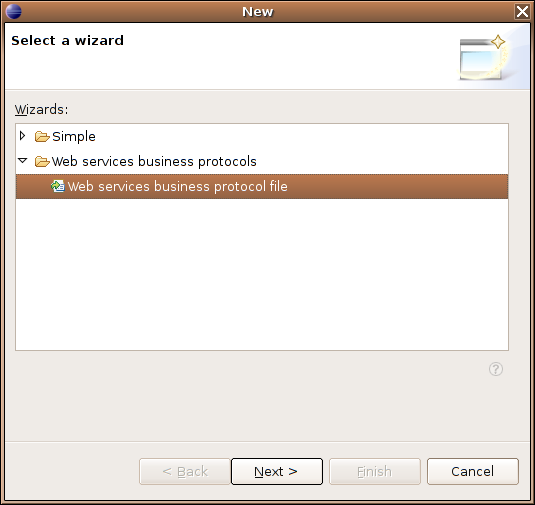 New
Select a wizard
Wizards:
Simple
Web services business protocols
Web services business protocol file
?
< Back
Next >
Finish
Cancel